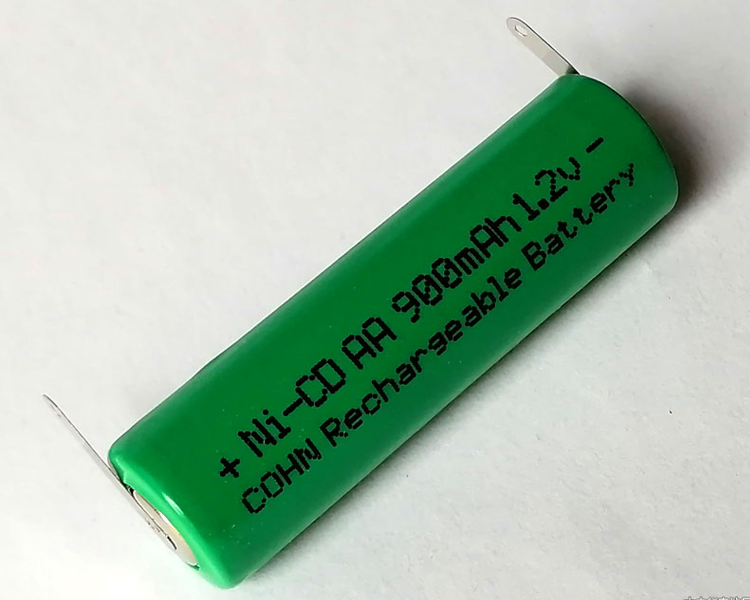 + Ni-CD AA 900mAh 1.2v -
COHN Rechargeable Battery